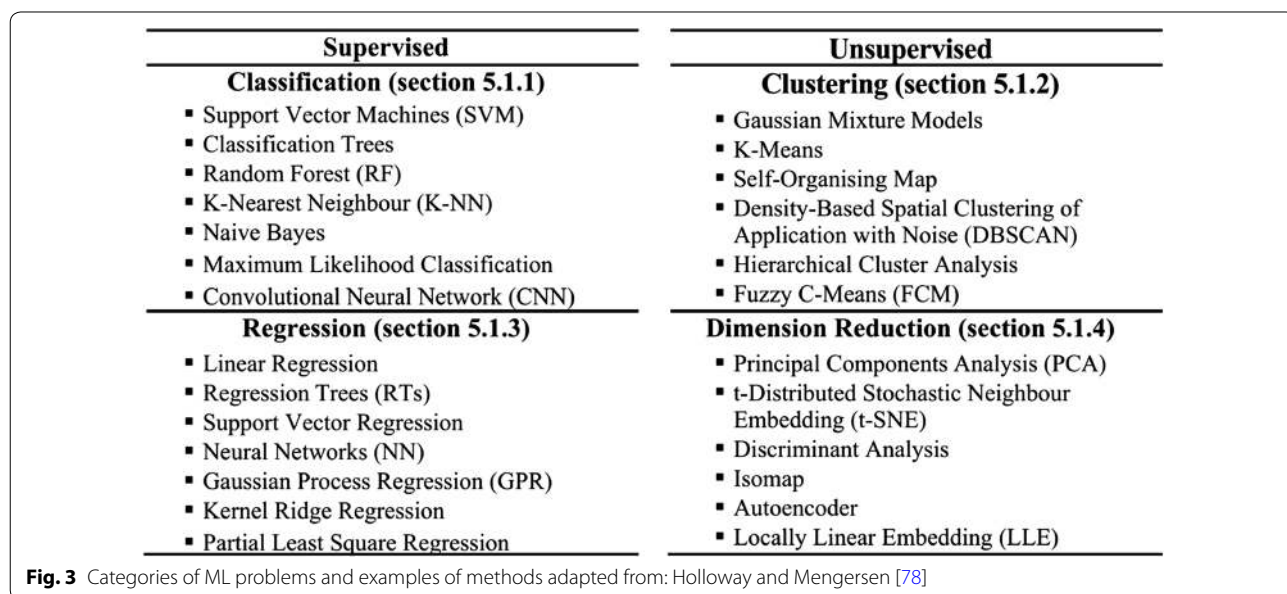 Supervised
Classification (section 5.1.1)
▪ Support Vector Machines (SVM)
▪ Classification Trees
▪ Random Forest (RF)
▪ K-Nearest Neighbour (K-NN)
▪ Naive Bayes
▪ Maximum Likelihood Classification
▪ Convolutional Neural Network (CNN)
Regression (section 5.1.3)
▪ Linear Regression
▪ Regression Trees (RTs)
▪ Support Vector Regression
▪ Neural Networks (NN)
▪ Gaussian Process Regression (GPR)
▪ Kernel Ridge Regression
▪ Partial Least Square Regression
Unsupervised
Clustering (section 5.1.2)
▪ Gaussian Mixture Models
▪ K-Means
▪ Self-Organising Map
▪ Density-Based Spatial Clustering of
Application with Noise (DBSCAN)
▪ Hierarchical Cluster Analysis
▪ Fuzzy C-Means (FCM)
Dimension Reduction (section 5.1.4)
▪ Principal Components Analysis (PCA)
▪ t-Distributed Stochastic Neighbour
Embedding (t-SNE)
▪ Discriminant Analysis
▪ Isomap
▪ Autoencoder
▪ Locally Linear Embedding (LLE)
Fig. 3 Categories of ML problems and examples of methods adapted from: Holloway and Mengersen [78]